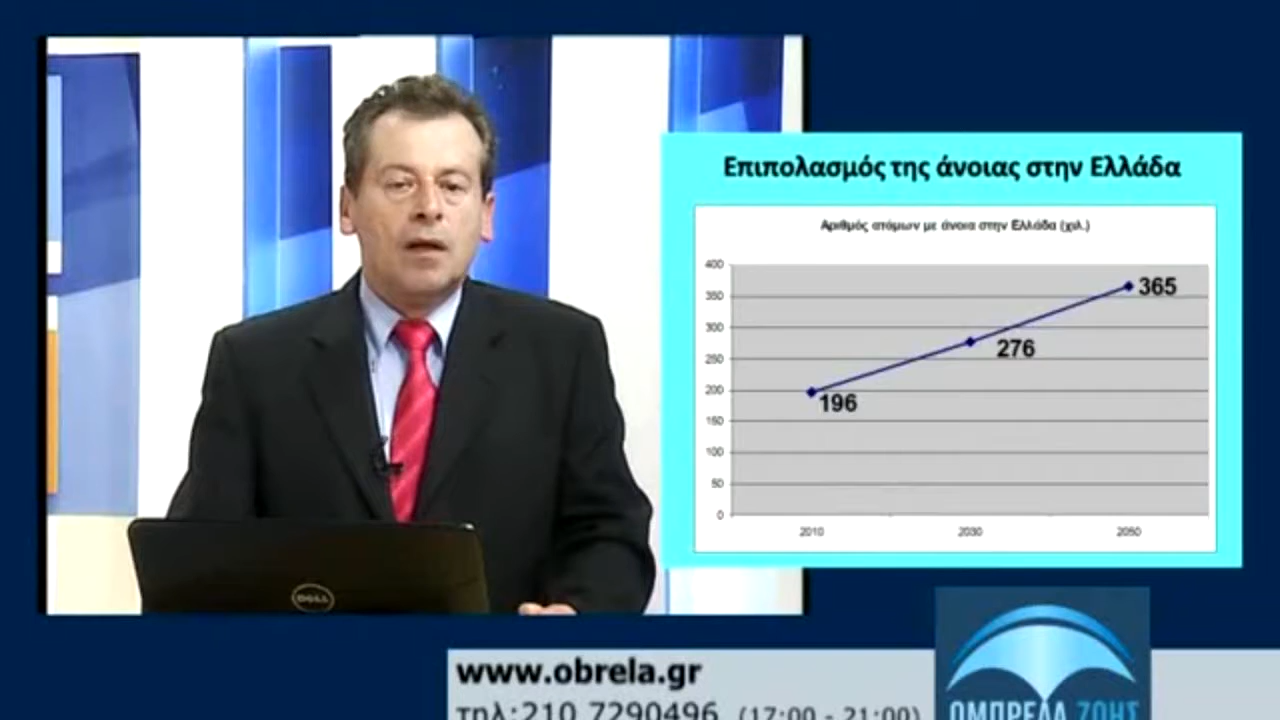 Επιπολασμός της άνοιας στην Ελλάδα
Αριθμός ατόμων με άνοια στην Ελλάδα (χιλ.)
400
350
300
250
200
150
100
50
0
196
276
365
2010
2030
2050
DELL
www.obrela.gr
τηλ:210 7290496 (17:00 - 21:00)
ΟΜΠΡΕΛΑ ΖΩΗΣ